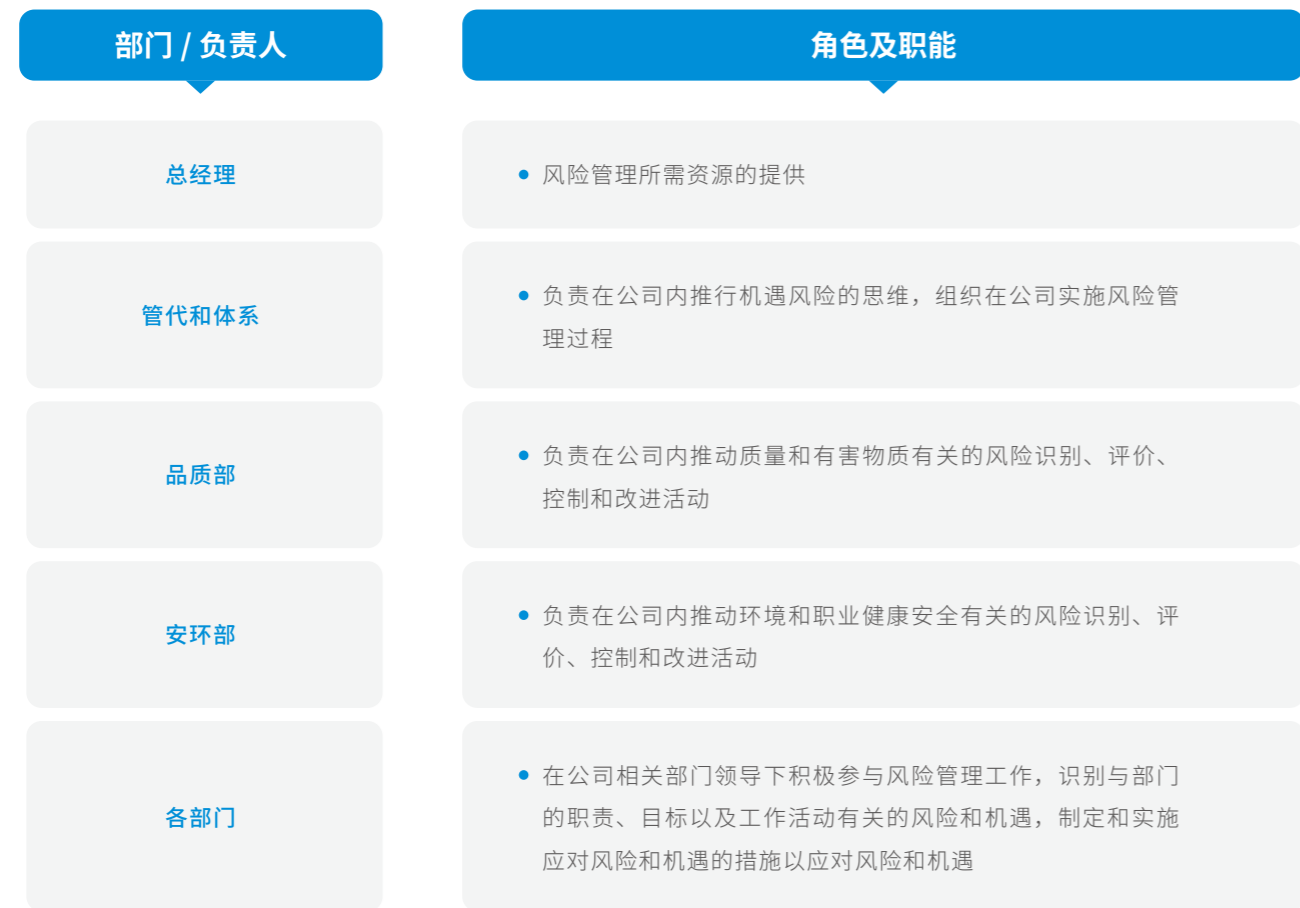 部门 / 负责人
角色及职能
总经理
风险管理所需资源的提供
管代和体系
负责在公司内推行机遇风险的思维，组织在公司实施风险管
理过程
品质部
负责在公司内推动质量和有害物质有关的风险识别、评价、
控制和改进活动
安环部
负责在公司内推动环境和职业健康安全有关的风险识别、评
价、控制和改进活动
各部门
在公司相关部门领导下积极参与风险管理工作，识别与部门
的职责、目标以及工作活动有关的风险和机遇，制定和实施
应对风险和机遇的措施以应对风险和机遇